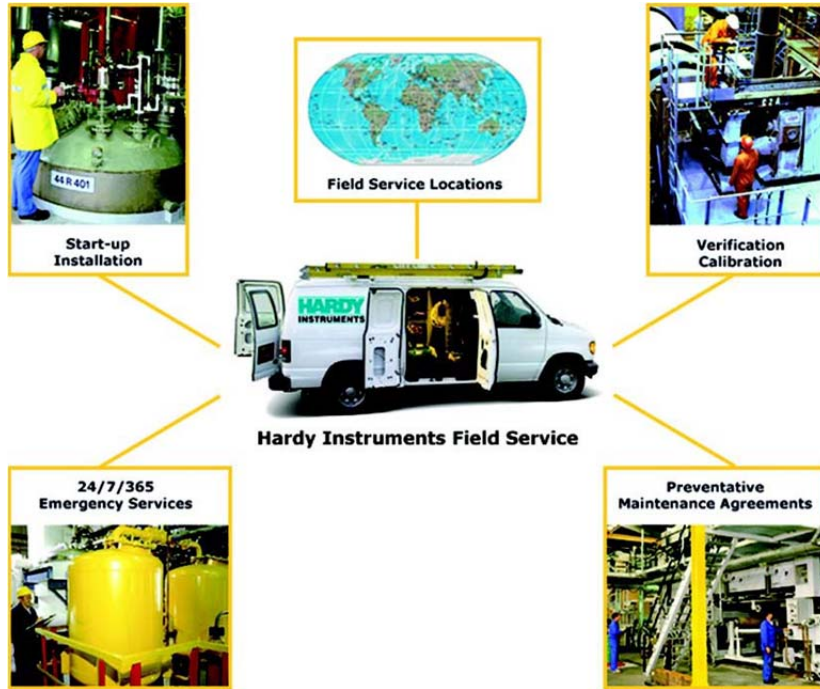 Field Service Locations
44 R 401
Start-up
Installation
Verification
Calibration
HARDY
INSTRUMENTS
Hardy Instruments Field Service
24/7/365
Emergency Services
Preventative
Maintenance Agreements